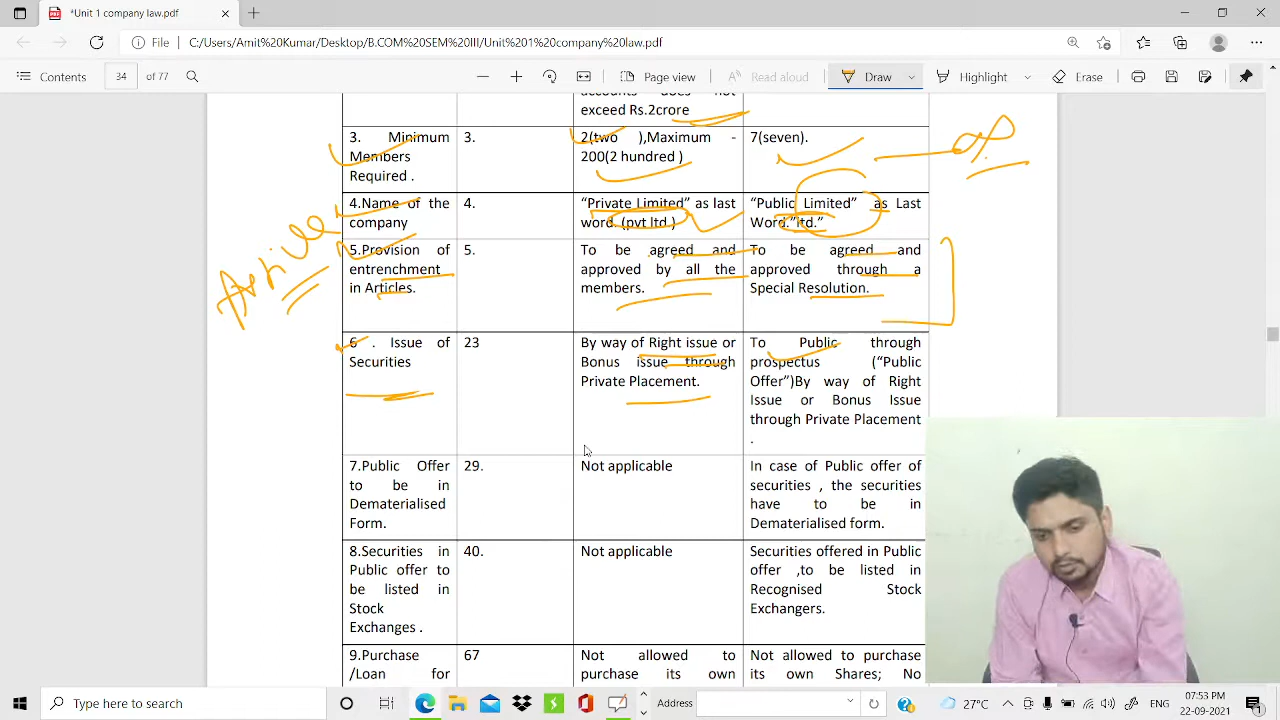 *Unit 1 company law.pdf
File
C:/Users/Amit%20Kumar/Desktop/B.COM%20SEM%20III/Unit%201%20company%20law.pdf
Contents
34
of 77
Page view
Read aloud
Draw
Highlight
Erase
accounts does not
exceed Rs.2crore
3. Minimum
Members
Required .
3.
2(two ),Maximum -
200(2 hundred )
7(seven).
4.Name of the
company
4.
“Private Limited” as last
word. (pvt ltd.)
“Public Limited” as Last
Word.”ltd.”
5.Provision of
entrenchment
in Articles.
5.
To be agreed and
approved by all the
members.
To be agreed and
approved through a
Special Resolution.
6 . Issue of
Securities
23
By way of Right issue or
Bonus issue through
Private Placement.
To Public through
prospectus (“Public
Offer”)By way of Right
Issue or Bonus Issue
through Private Placement
.
7.Public Offer
to be in
Dematerialised
Form.
29.
Not applicable
In case of Public offer of
securities , the securities
have to be in
Dematerialised form.
8.Securities in
Public offer to
be listed in
Stock
Exchanges .
40.
Not applicable
Securities offered in Public
offer ,to be listed in
Recognised Stock
Exchangers.
9.Purchase
/Loan for
67
Not allowed to
purchase its own
Not allowed to purchase
its own Shares; No
Type here to search
Address
27°C
ENG
07:53 PM
22-09-2021